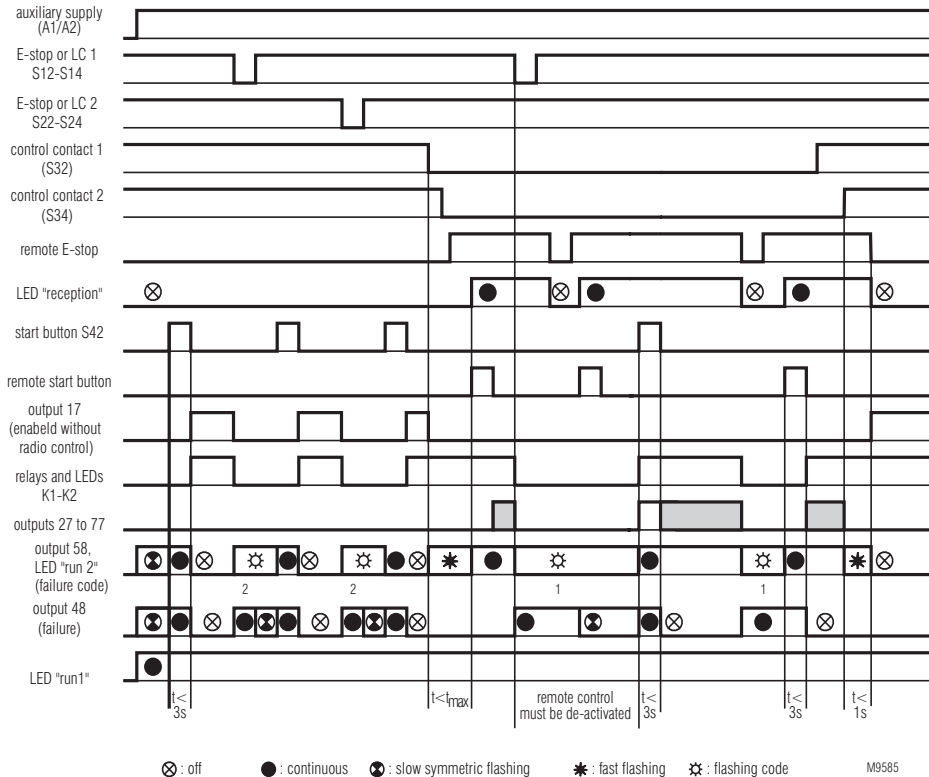 auxiliary supply
(A1/A2)
E-stop or LC 1
S12-S14
E-stop or LC 2
S22-S24
control contact 1
(S32)
control contact 2
(S34)
remote E-stop
LED "reception"
start button S42
remote start button
output 17
(enabeld without
radio control)
relays and LEDs
K1-K2
outputs 27 to 77
output 58,
LED "run 2"
(failure code)
2
2
1
1
output 48
(failure)
LED "run1"
t<
3s
t<tmax
remote control
must be de-activated
t<
3s
t<
3s
t<
1s
: off
: continuous
: slow symmetric flashing
: fast flashing
: flashing code
M9585